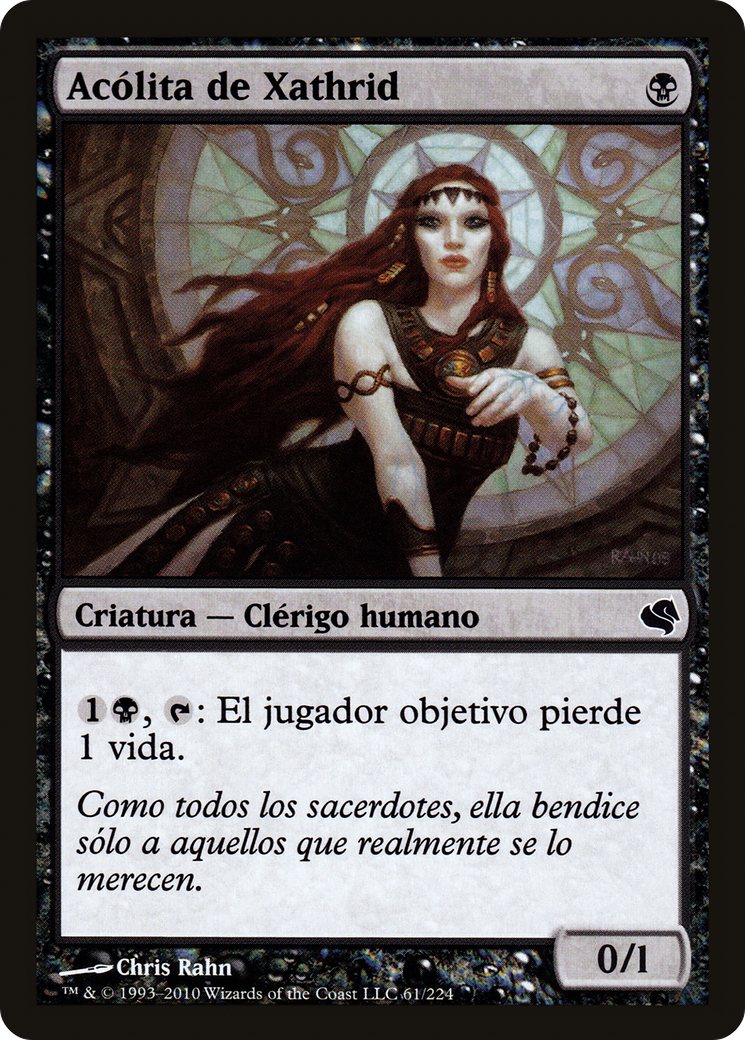 Acólita de Xathrid
RAHN09
Criatura — Clérigo humano
1, : El jugador objetivo pierde
1 vida.
Como todos los sacerdotes, ella bendice
sólo a aquellos que realmente se lo
merecen.
0/1
Chris Rahn
™ & © 1993–2010 Wizards of the Coast LLC 61/224